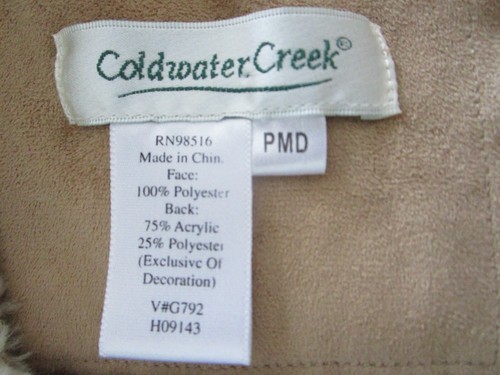 Coldwater Creek®
PMD
RN98516
Made in Chin
Face:
100% Polyester
Back:
75% Acrylic
25% Polyester
(Exclusive Of
Decoration)
V#G792
H09143